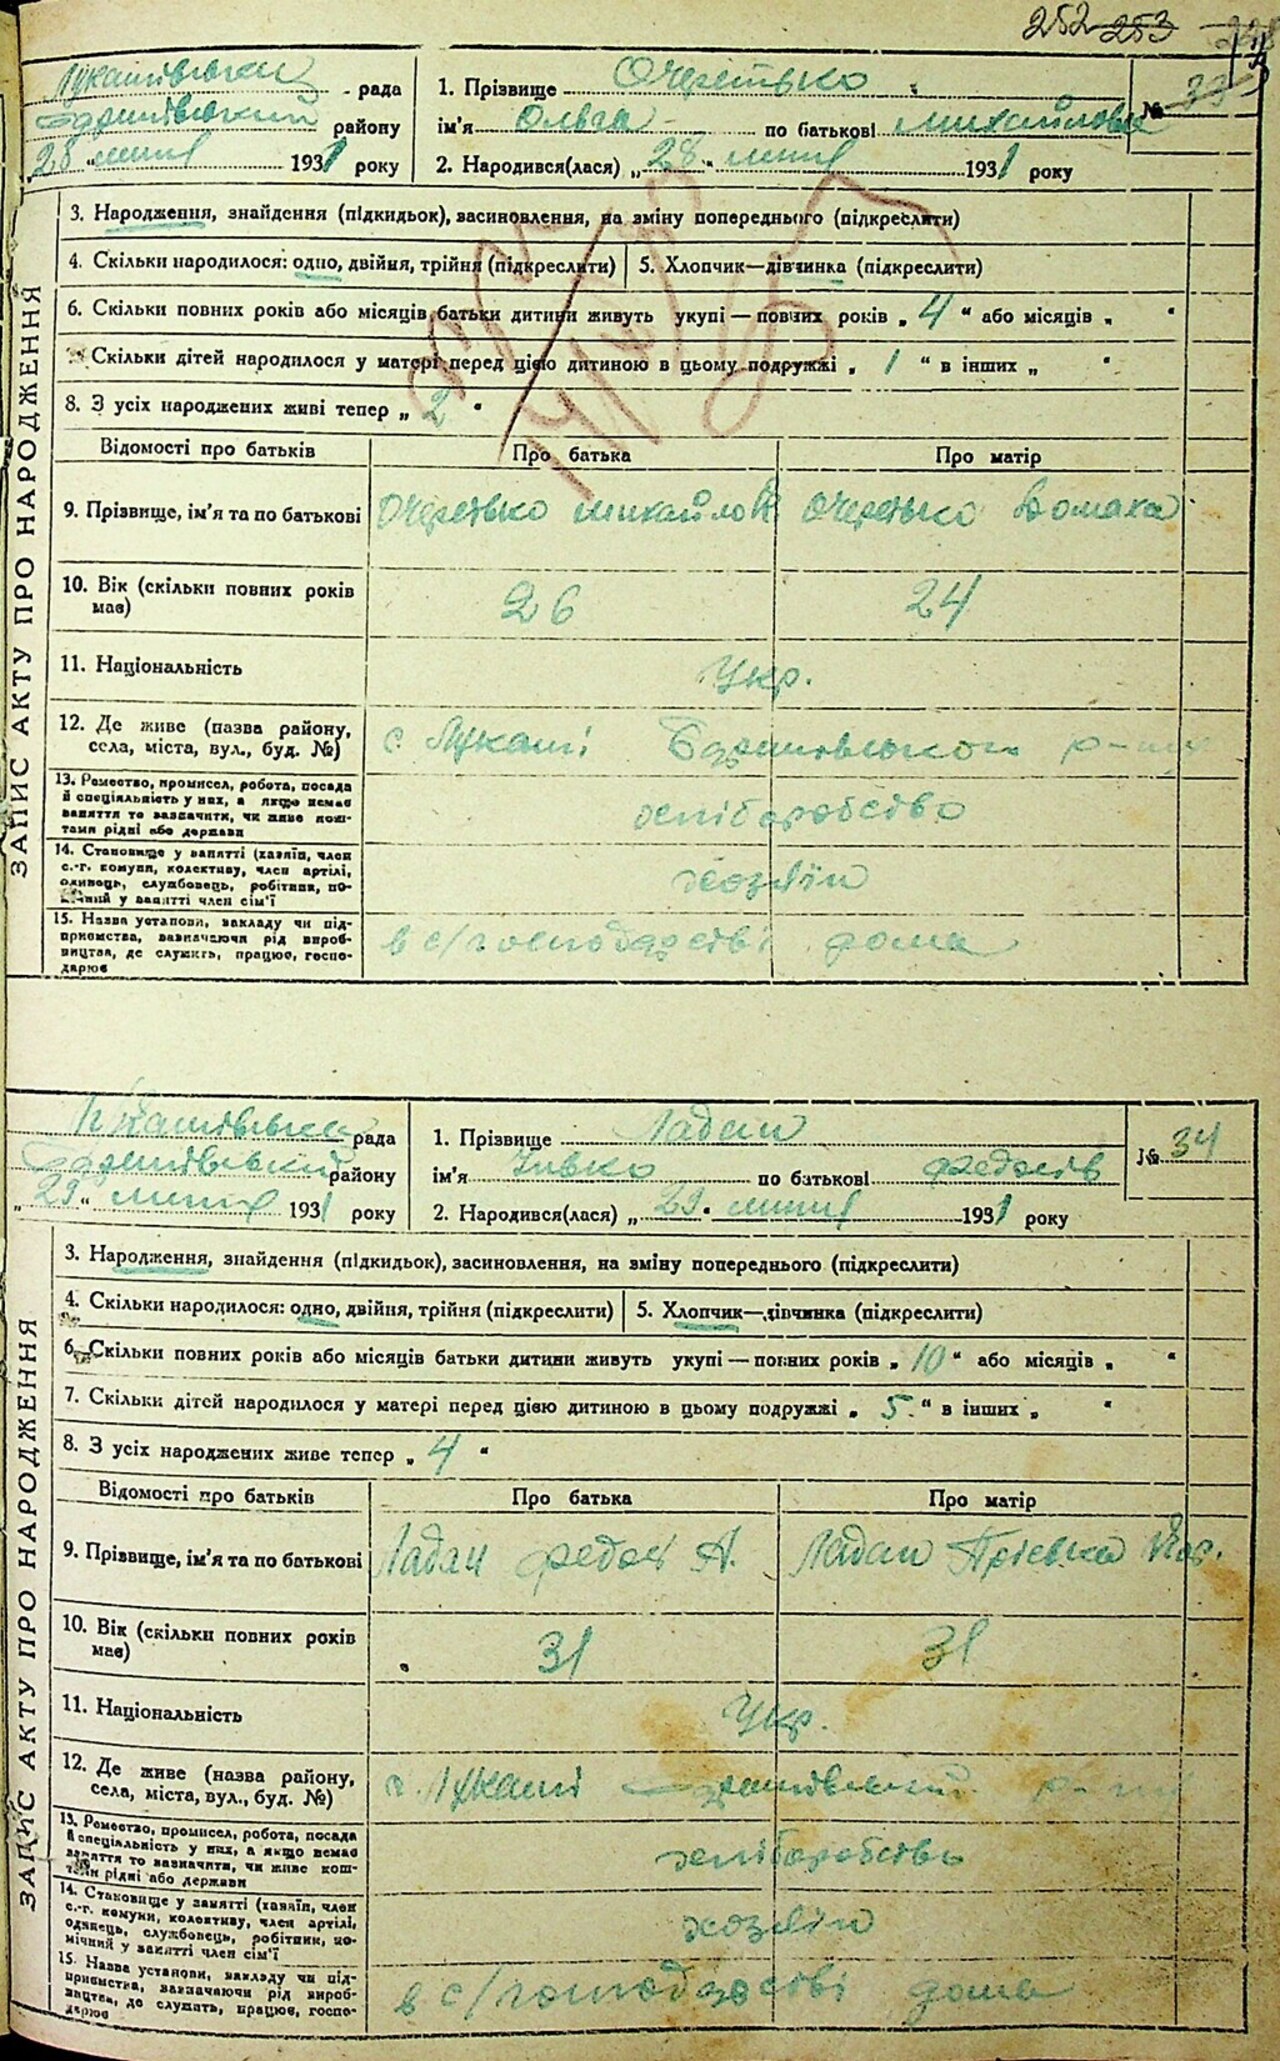 252 253
Лукашівська рада
району
28 " липня 1931 року
1. Прізвище Очеретько
ім'я Ольга по батькові Михайлівна
2. Народився(лася) „ 28 " липня 1931 року
№ 33
ЗАПИС АКТУ ПРО НАРОДЖЕННЯ
3. Народження, знайдення (підкидьок), засиновлення, на зміну попереднього (підкреслити)
4. Скільки народилося: одно, двійня, трійня (підкреслити)
5. Хлопчик—дівчинка (підкреслити)
6. Скільки повних років або місяців батьки дитини живуть укупі — повних років „ 4 " або місяців „ "
Скільки дітей народилося у матері перед цією дитиною в цьому подружжі „ 1 " в інших „ "
8. З усіх народжених живі тепер „ 2 "
Відомості про батьків Про батька Про матір
9. Прізвище, ім'я та по батькові Очеретько Михайло Очеретько Домаха
10. Вік (скільки повних років має) 26 24
11. Національність Укр.
12. Де живе (назва району, села, міста, вул., буд. №) с. Лукаші
13. Ремество, промисел, робота, посада й спеціяльність у них, а якщо немає заняття то зазначити, чи живе коштами рідні або держави хліборобство
14. Становище у занятті (хазяїн, член с.-г. комуни, колективу, член артілі, одинець, службовець, робітник, помічний у занятті член сім'ї хозяїн
15. Назва установи, закладу чи підприємства, зазначаючи рід виробництва, де служить, працює, господарює в с/господарстві дома
Лукашівська рада
району
„ 29 " липня 1931 року
1. Прізвище Ладан
ім'я по батькові Федосів
2. Народився(лася) „ 29 " липня 1931 року
№ 34
ЗАПИС АКТУ ПРО НАРОДЖЕННЯ
3. Народження, знайдення (підкидьок), засиновлення, на зміну попереднього (підкреслити)
4. Скільки народилося: одно, двійня, трійня (підкреслити)
5. Хлопчик—дівчинка (підкреслити)
6. Скільки повних років або місяців батьки дитини живуть укупі — повних років „ 10 " або місяців „ "
7. Скільки дітей народилося у матері перед цією дитиною в цьому подружжі „ 5 " в інших „ "
8. З усіх народжених живе тепер „ 4 "
Відомості про батьків Про батька Про матір
9. Прізвище, ім'я та по батькові Ладан Федос А. Ладан Пріська
10. Вік (скільки повних років має) 31 31
11. Національність Укр.
12. Де живе (назва району, села, міста, вул., буд. №) с. Лукаші
13. Ремество, промисел, робота, посада й спеціяльність у них, а якщо немає заняття то зазначити, чи живе коштами рідні або держави хліборобство
14. Становище у занятті (хазяїн, член с.-г. комуни, колективу, член артілі, одинець, службовець, робітник, помічний у занятті член сім'ї хозяїн
15. Назва установи, закладу чи підприємства, зазначаючи рід виробництва, де служить, працює, господарює в с/господарстві дома